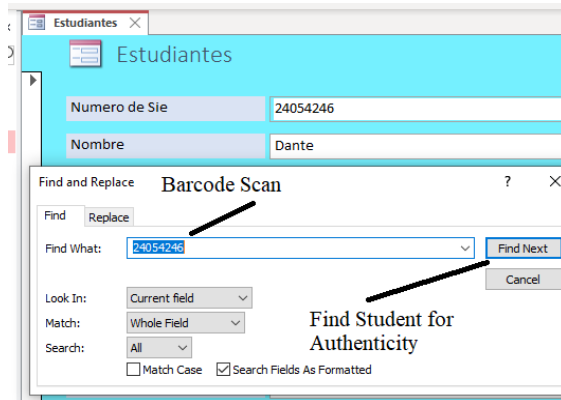 Estudiantes
Estudiantes
Numero de Sie 24054246
Nombre Dante
Find and Replace Barcode Scan ?
Find Replace
Find What: 24054246 Find Next
Cancel
Look In: Current field
Match: Whole Field
Search: All
Find Student for
Authenticity
Match Case Search Fields As Formatted